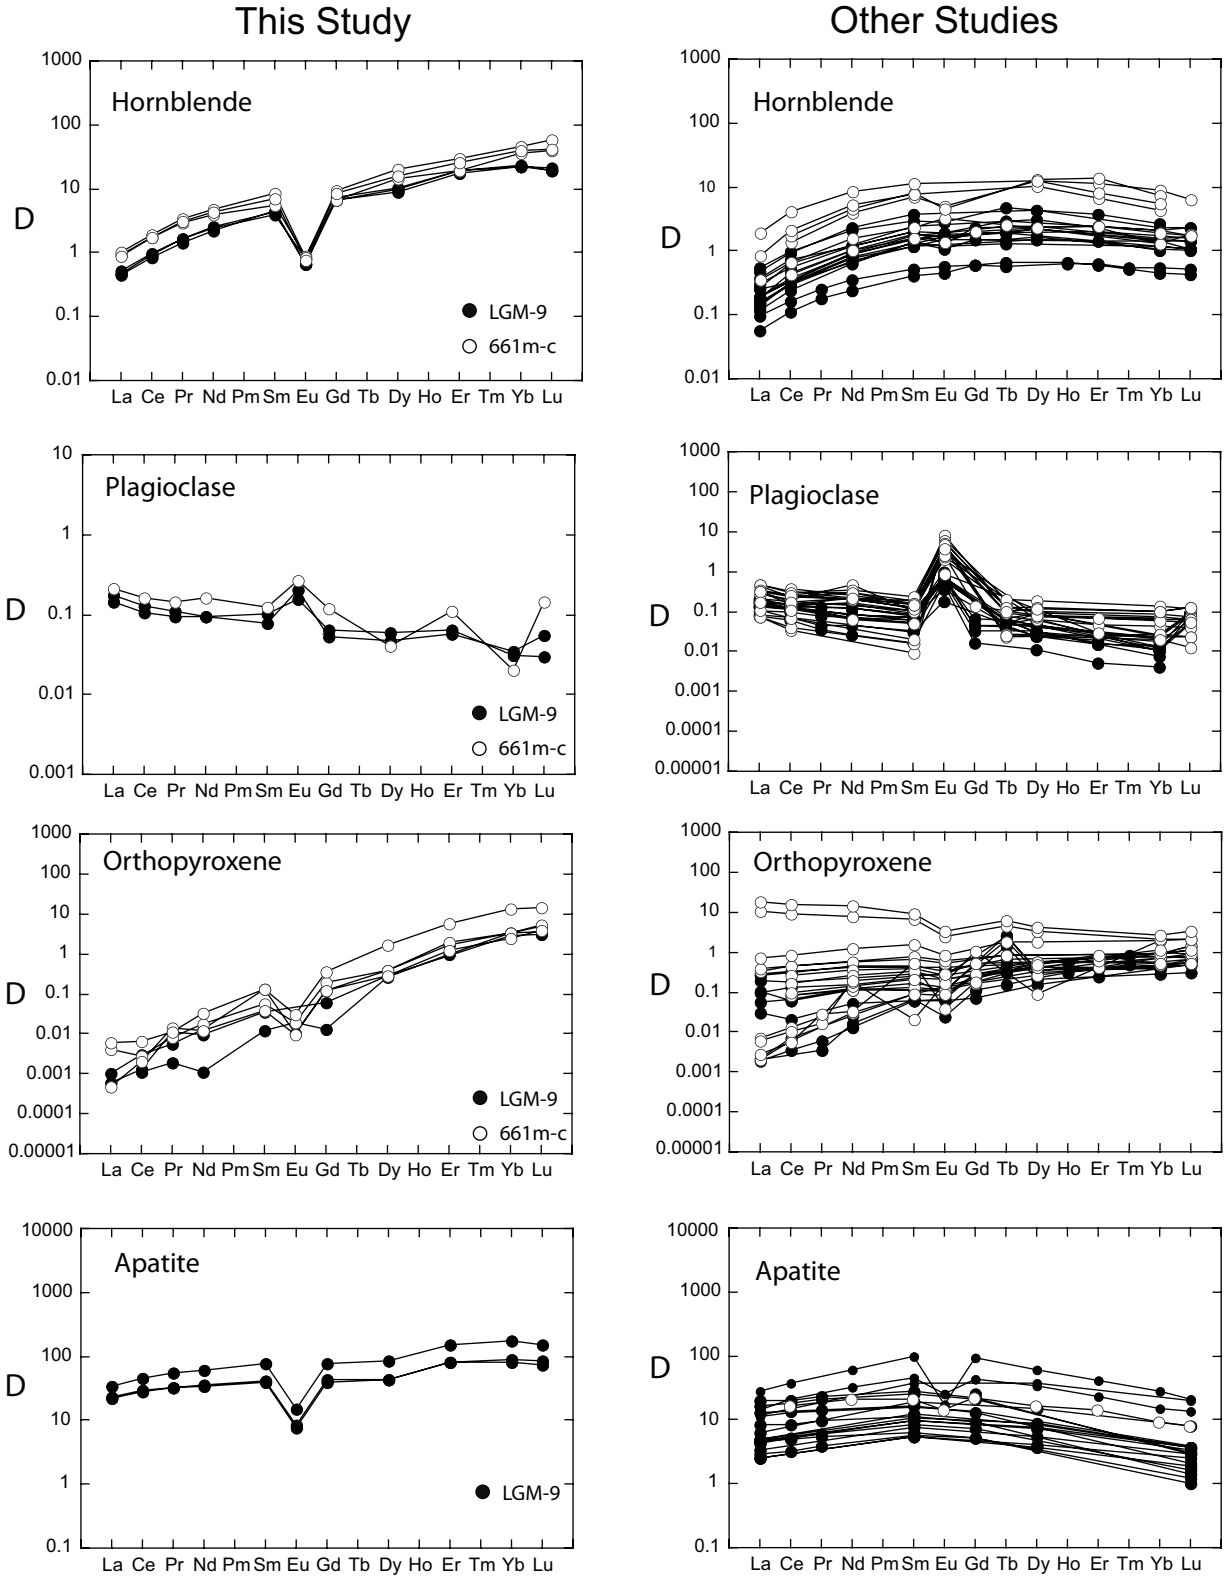 This Study
Other Studies
1000
100
10
1
0.1
0.01
D
Hornblende
LGM-9
661m-c
La Ce Pr Nd Pm Sm Eu Gd Tb Dy Ho Er Tm Yb Lu
1000
100
10
1
0.1
0.01
D
Hornblende
La Ce Pr Nd Pm Sm Eu Gd Tb Dy Ho Er Tm Yb Lu
10
1
0.1
0.01
0.001
D
Plagioclase
LGM-9
661m-c
La Ce Pr Nd Pm Sm Eu Gd Tb Dy Ho Er Tm Yb Lu
1000
100
10
1
0.1
0.01
0.001
0.0001
0.00001
D
Plagioclase
La Ce Pr Nd Pm Sm Eu Gd Tb Dy Ho Er Tm Yb Lu
1000
100
10
1
0.1
0.01
0.001
0.0001
0.00001
D
Orthopyroxene
LGM-9
661m-c
La Ce Pr Nd Pm Sm Eu Gd Tb Dy Ho Er Tm Yb Lu
1000
100
10
1
0.1
0.01
0.001
0.0001
0.00001
D
Orthopyroxene
La Ce Pr Nd Pm Sm Eu Gd Tb Dy Ho Er Tm Yb Lu
10000
1000
100
10
1
0.1
D
Apatite
LGM-9
La Ce Pr Nd Pm Sm Eu Gd Tb Dy Ho Er Tm Yb Lu
10000
1000
100
10
1
0.1
D
Apatite
La Ce Pr Nd Pm Sm Eu Gd Tb Dy Ho Er Tm Yb Lu